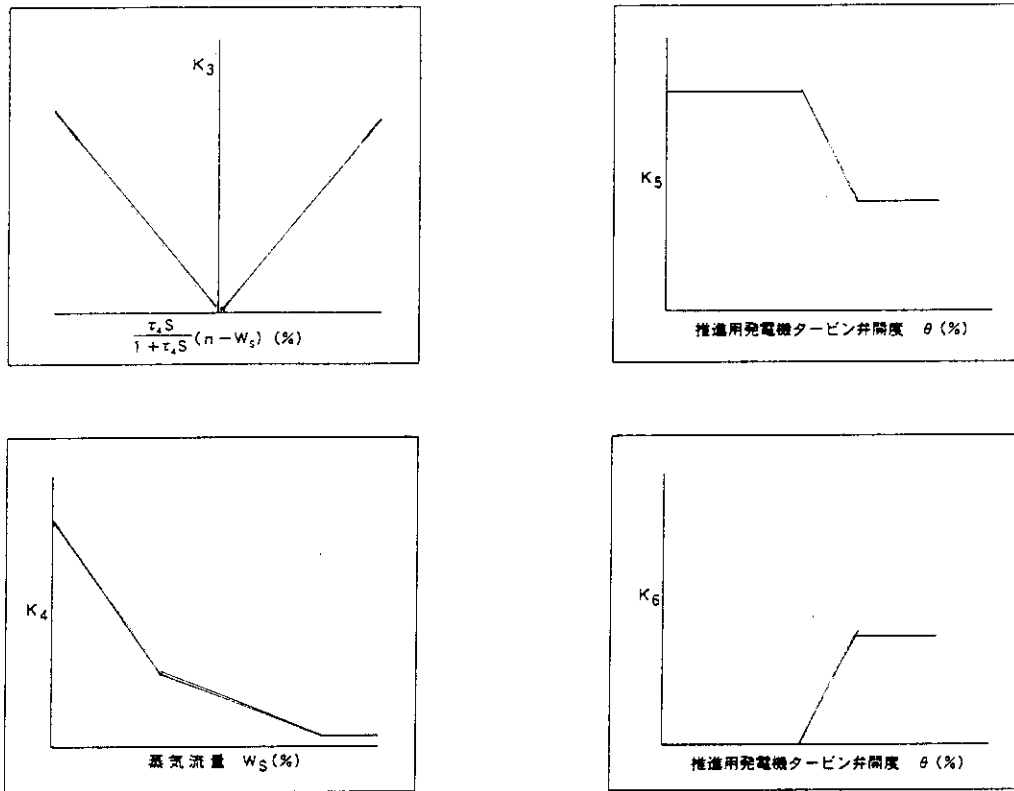 K3
τ4S
1+τ4S
(n−WS) (%)
K5
推進用発電機タービン弁開度 θ (%)
K4
蒸気流量 WS (%)
K6
推進用発電機タービン弁開度 θ (%)